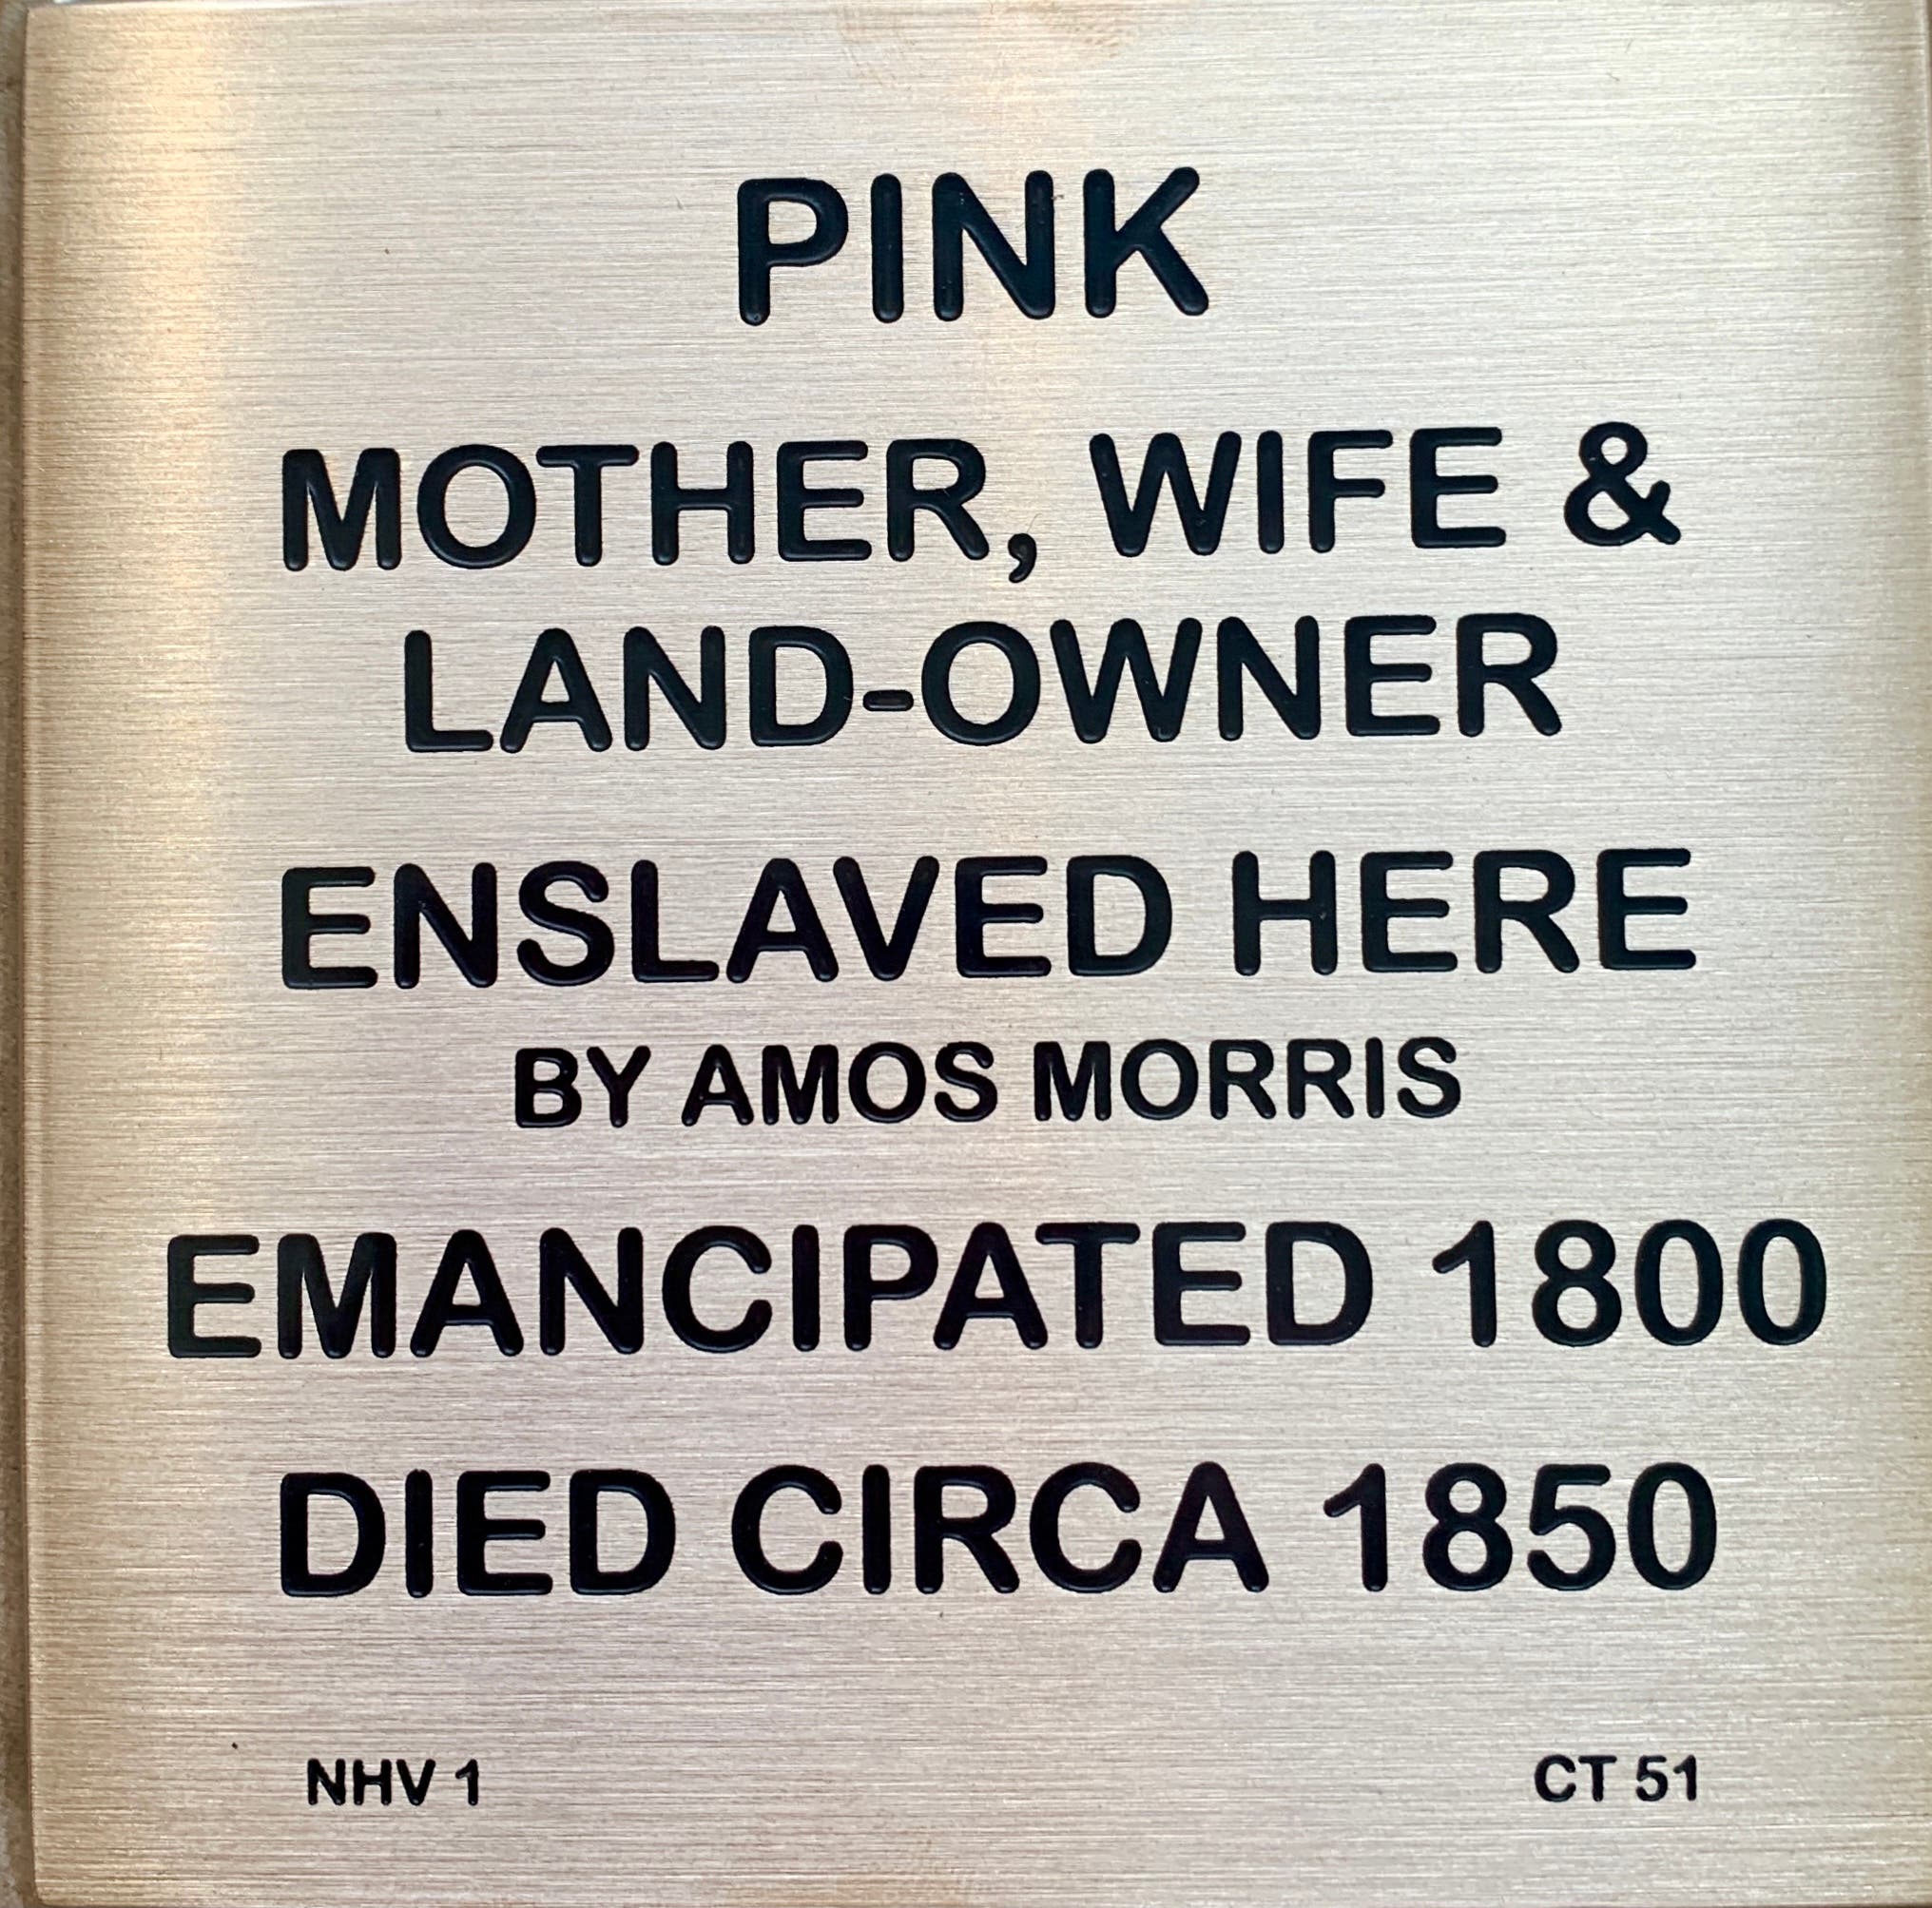 PINK
MOTHER, WIFE &
LAND-OWNER
ENSLAVED HERE
BY AMOS MORRIS
EMANCIPATED 1800
DIED CIRCA 1850
NHV 1 CT 51